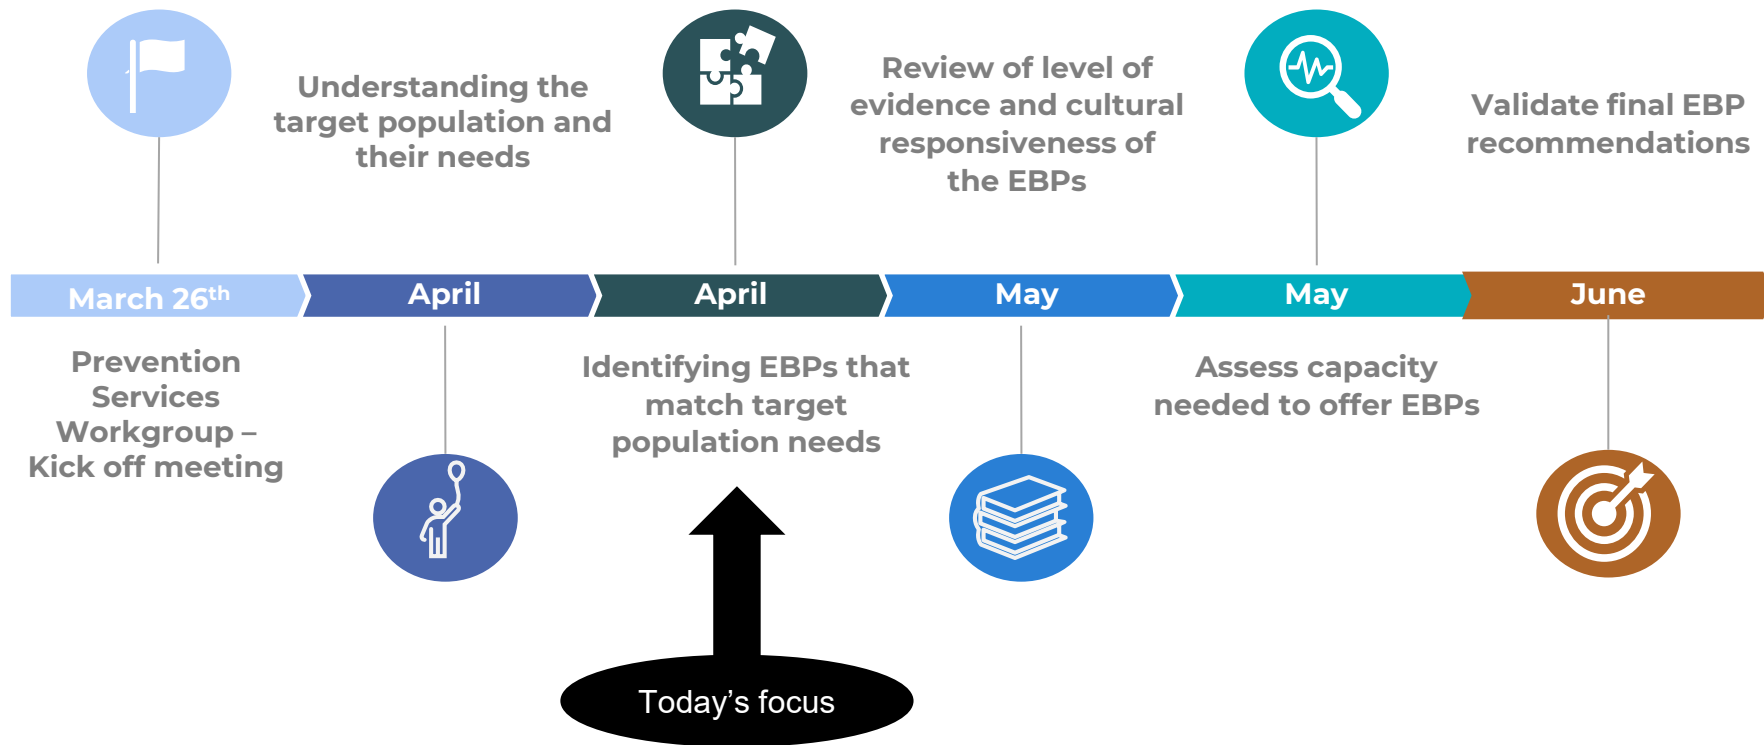 Understanding the
target population and
their needs
Review of level of
evidence and cultural
responsiveness of
the EBPs
Validate final EBP
recommendations
March 26th
April
April
May
May
June
Prevention
Services
Workgroup –
Kick off meeting
Identifying EBPs that
match target
population needs
Assess capacity
needed to offer EBPs
Today’s focus